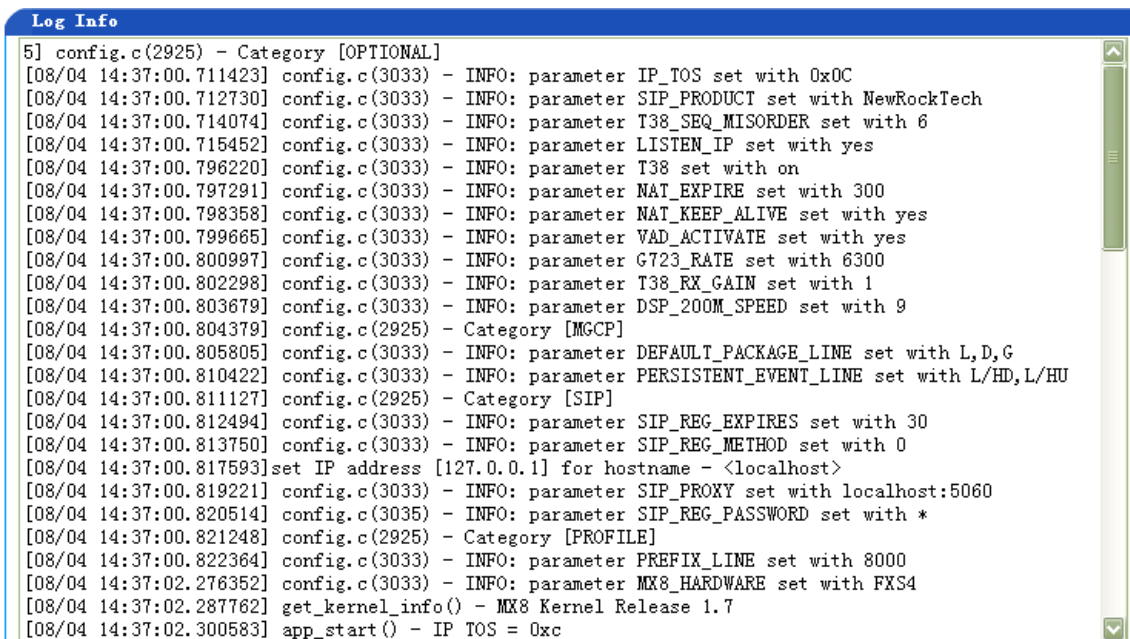 Log Info
5] config.c(2925) - Category [OPTIONAL]
[08/04 14:37:00.711423] config.c(3033) - INFO: parameter IP_TOS set with 0x0C
[08/04 14:37:00.712730] config.c(3033) - INFO: parameter SIP_PRODUCT set with NewRockTech
[08/04 14:37:00.714074] config.c(3033) - INFO: parameter T38_SEQ_MISORDER set with 6
[08/04 14:37:00.715452] config.c(3033) - INFO: parameter LISTEN_IP set with yes
[08/04 14:37:00.796220] config.c(3033) - INFO: parameter T38 set with on
[08/04 14:37:00.797291] config.c(3033) - INFO: parameter NAT_EXPIRE set with 300
[08/04 14:37:00.798358] config.c(3033) - INFO: parameter NAT_KEEP_ALIVE set with yes
[08/04 14:37:00.799665] config.c(3033) - INFO: parameter VAD_ACTIVATE set with yes
[08/04 14:37:00.800997] config.c(3033) - INFO: parameter G723_RATE set with 6300
[08/04 14:37:00.802298] config.c(3033) - INFO: parameter T38_RX_GAIN set with 1
[08/04 14:37:00.803679] config.c(3033) - INFO: parameter DSP_200M_SPEED set with 9
[08/04 14:37:00.804379] config.c(2925) - Category [MGCP]
[08/04 14:37:00.805805] config.c(3033) - INFO: parameter DEFAULT_PACKAGE_LINE set with L,D,G
[08/04 14:37:00.810422] config.c(3033) - INFO: parameter PERSISTENT_EVENT_LINE set with L/HD,L/HU
[08/04 14:37:00.811127] config.c(2925) - Category [SIP]
[08/04 14:37:00.812494] config.c(3033) - INFO: parameter SIP_REG_EXPIRES set with 30
[08/04 14:37:00.813750] config.c(3033) - INFO: parameter SIP_REG_METHOD set with 0
[08/04 14:37:00.817593]set IP address [127.0.0.1] for hostname - <localhost>
[08/04 14:37:00.819221] config.c(3033) - INFO: parameter SIP_PROXY set with localhost:5060
[08/04 14:37:00.820514] config.c(3035) - INFO: parameter SIP_REG_PASSWORD set with *
[08/04 14:37:00.821248] config.c(2925) - Category [PROFILE]
[08/04 14:37:00.822364] config.c(3033) - INFO: parameter PREFIX_LINE set with 8000
[08/04 14:37:02.276352] config.c(3033) - INFO: parameter MX8_HARDWARE set with FXS4
[08/04 14:37:02.287762] get_kernel_info() - MX8 Kernel Release 1.7
[08/04 14:37:02.300583] app_start() - IP TOS = 0xc